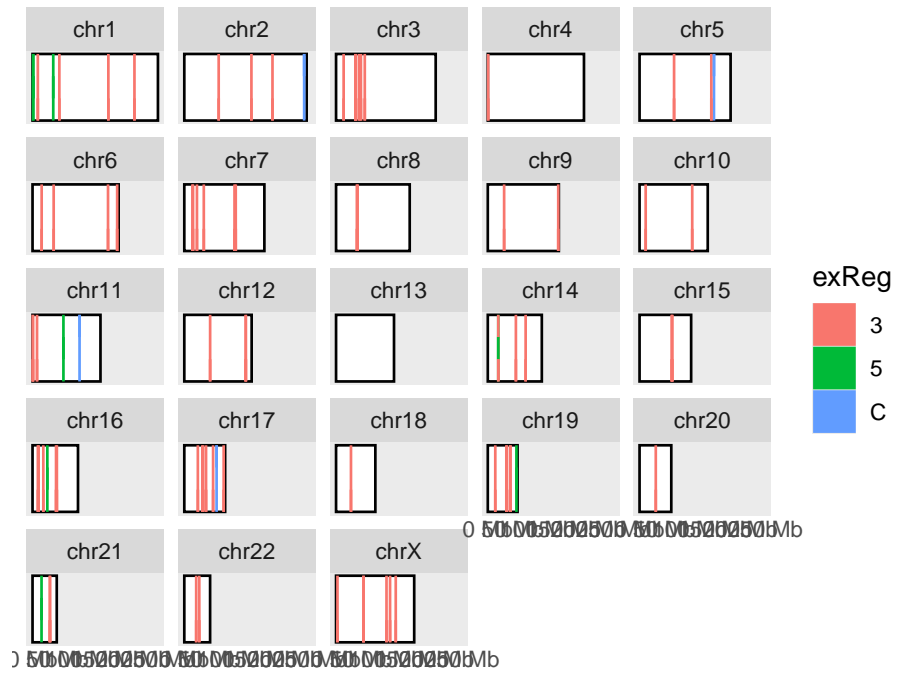 chr1 chr2 chr3 chr4 chr5
chr6 chr7 chr8 chr9 chr10
exReg
3
chr11 chr12 chr13 chr14 chr15
5
C
chr16 chr17 chr18 chr19 chr20
chr21 chr22 chrX